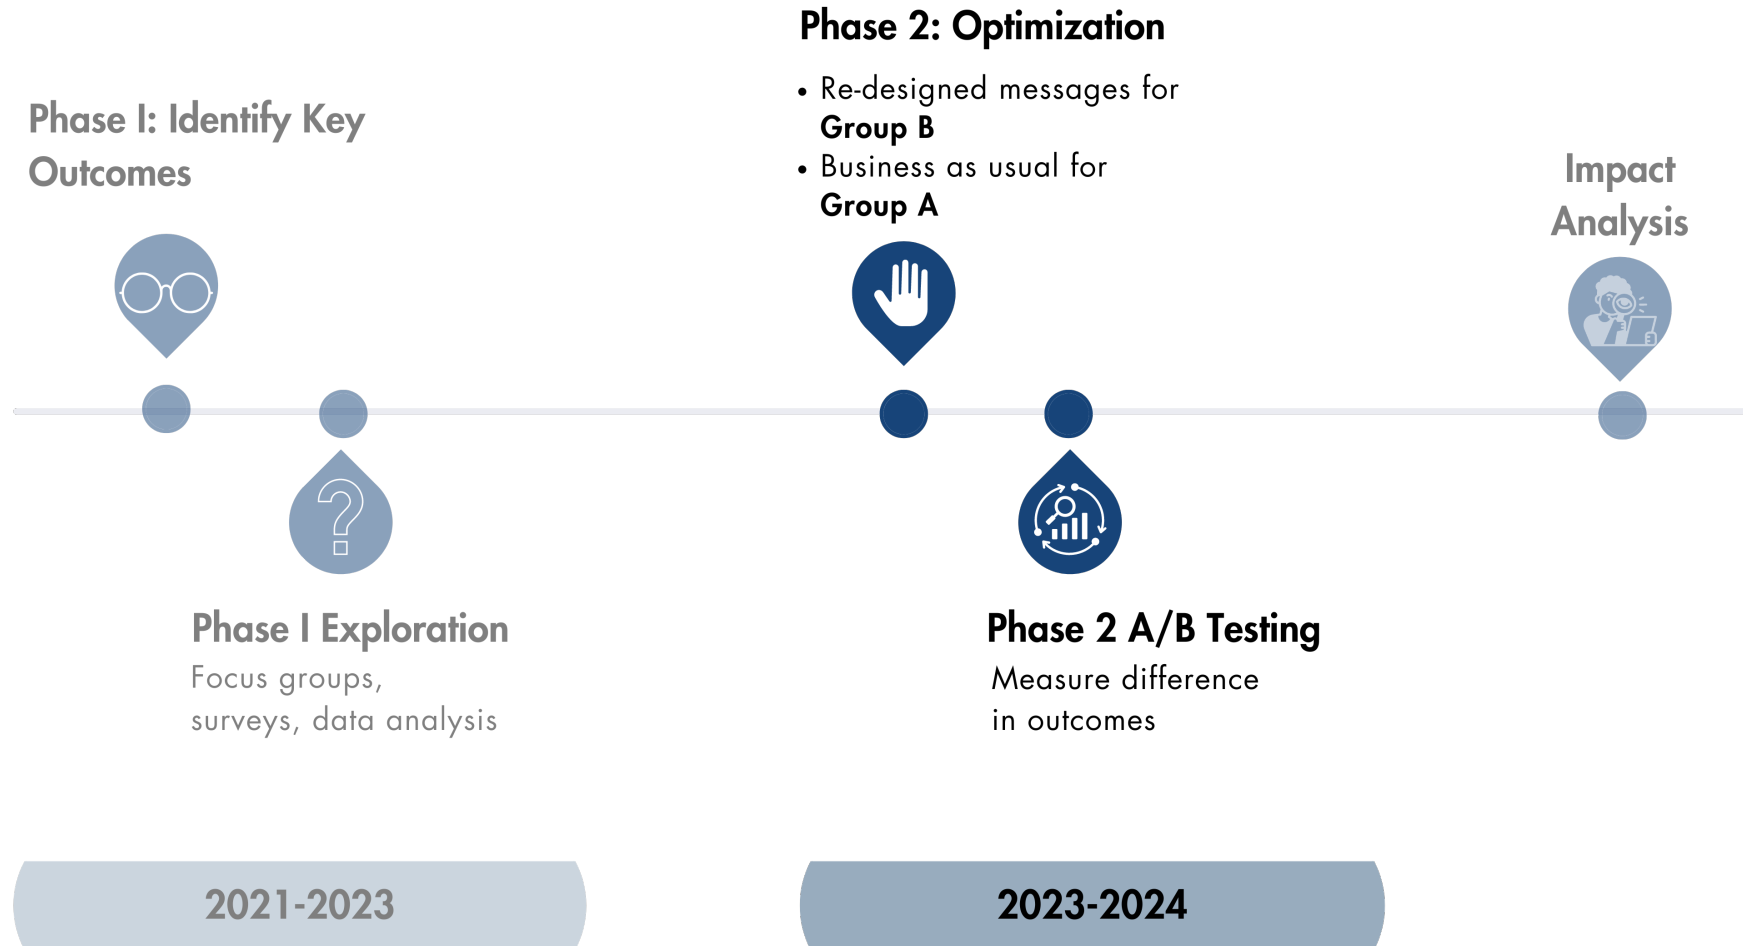 Phase I: Identify Key
Outcomes
Phase I Exploration
Focus groups,
surveys, data analysis
2021-2023
Phase 2: Optimization
• Re-designed messages for
Group B
• Business as usual for
Group A
Phase 2 A/B Testing
Measure difference
in outcomes
2023-2024
Impact
Analysis